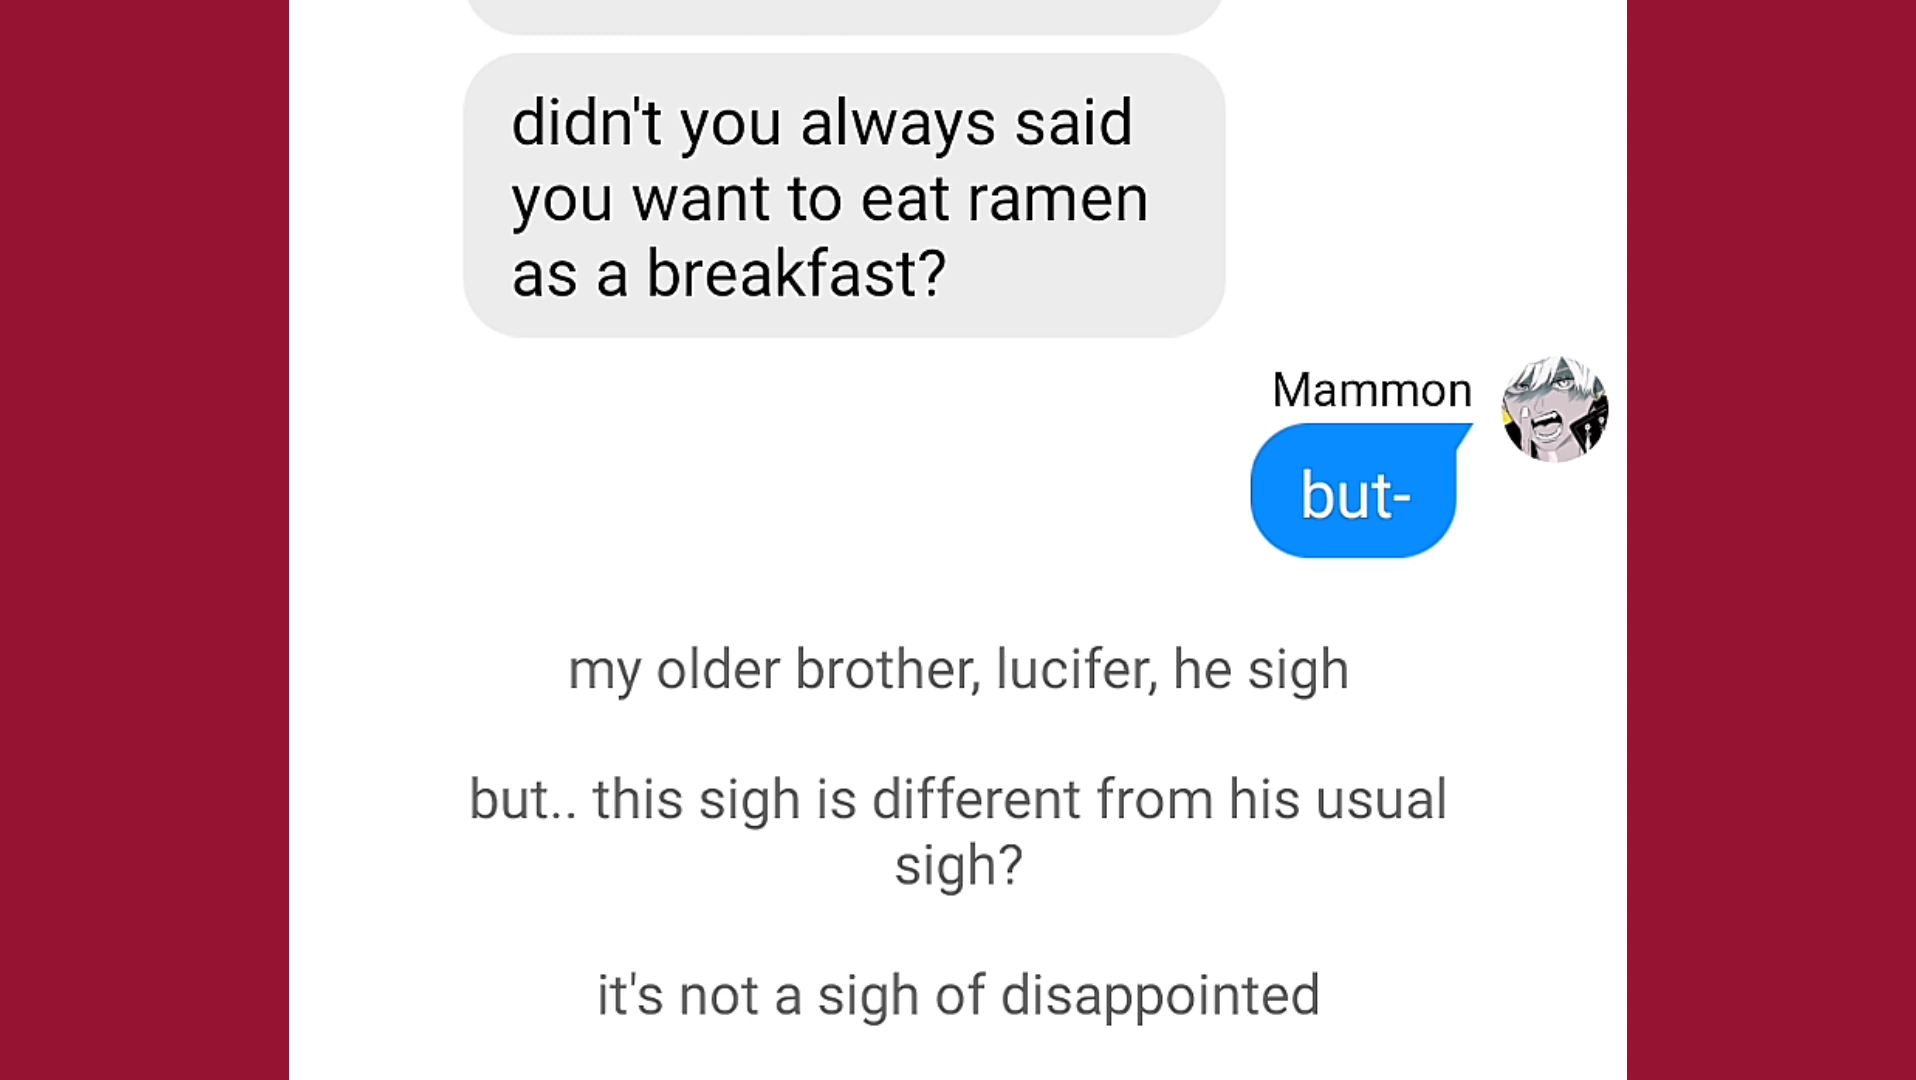 didn't you always said
you want to eat ramen
as a breakfast?
Mammon
but-
my older brother, lucifer, he sigh
but.. this sigh is different from his usual
sigh?
it's not a sigh of disappointed